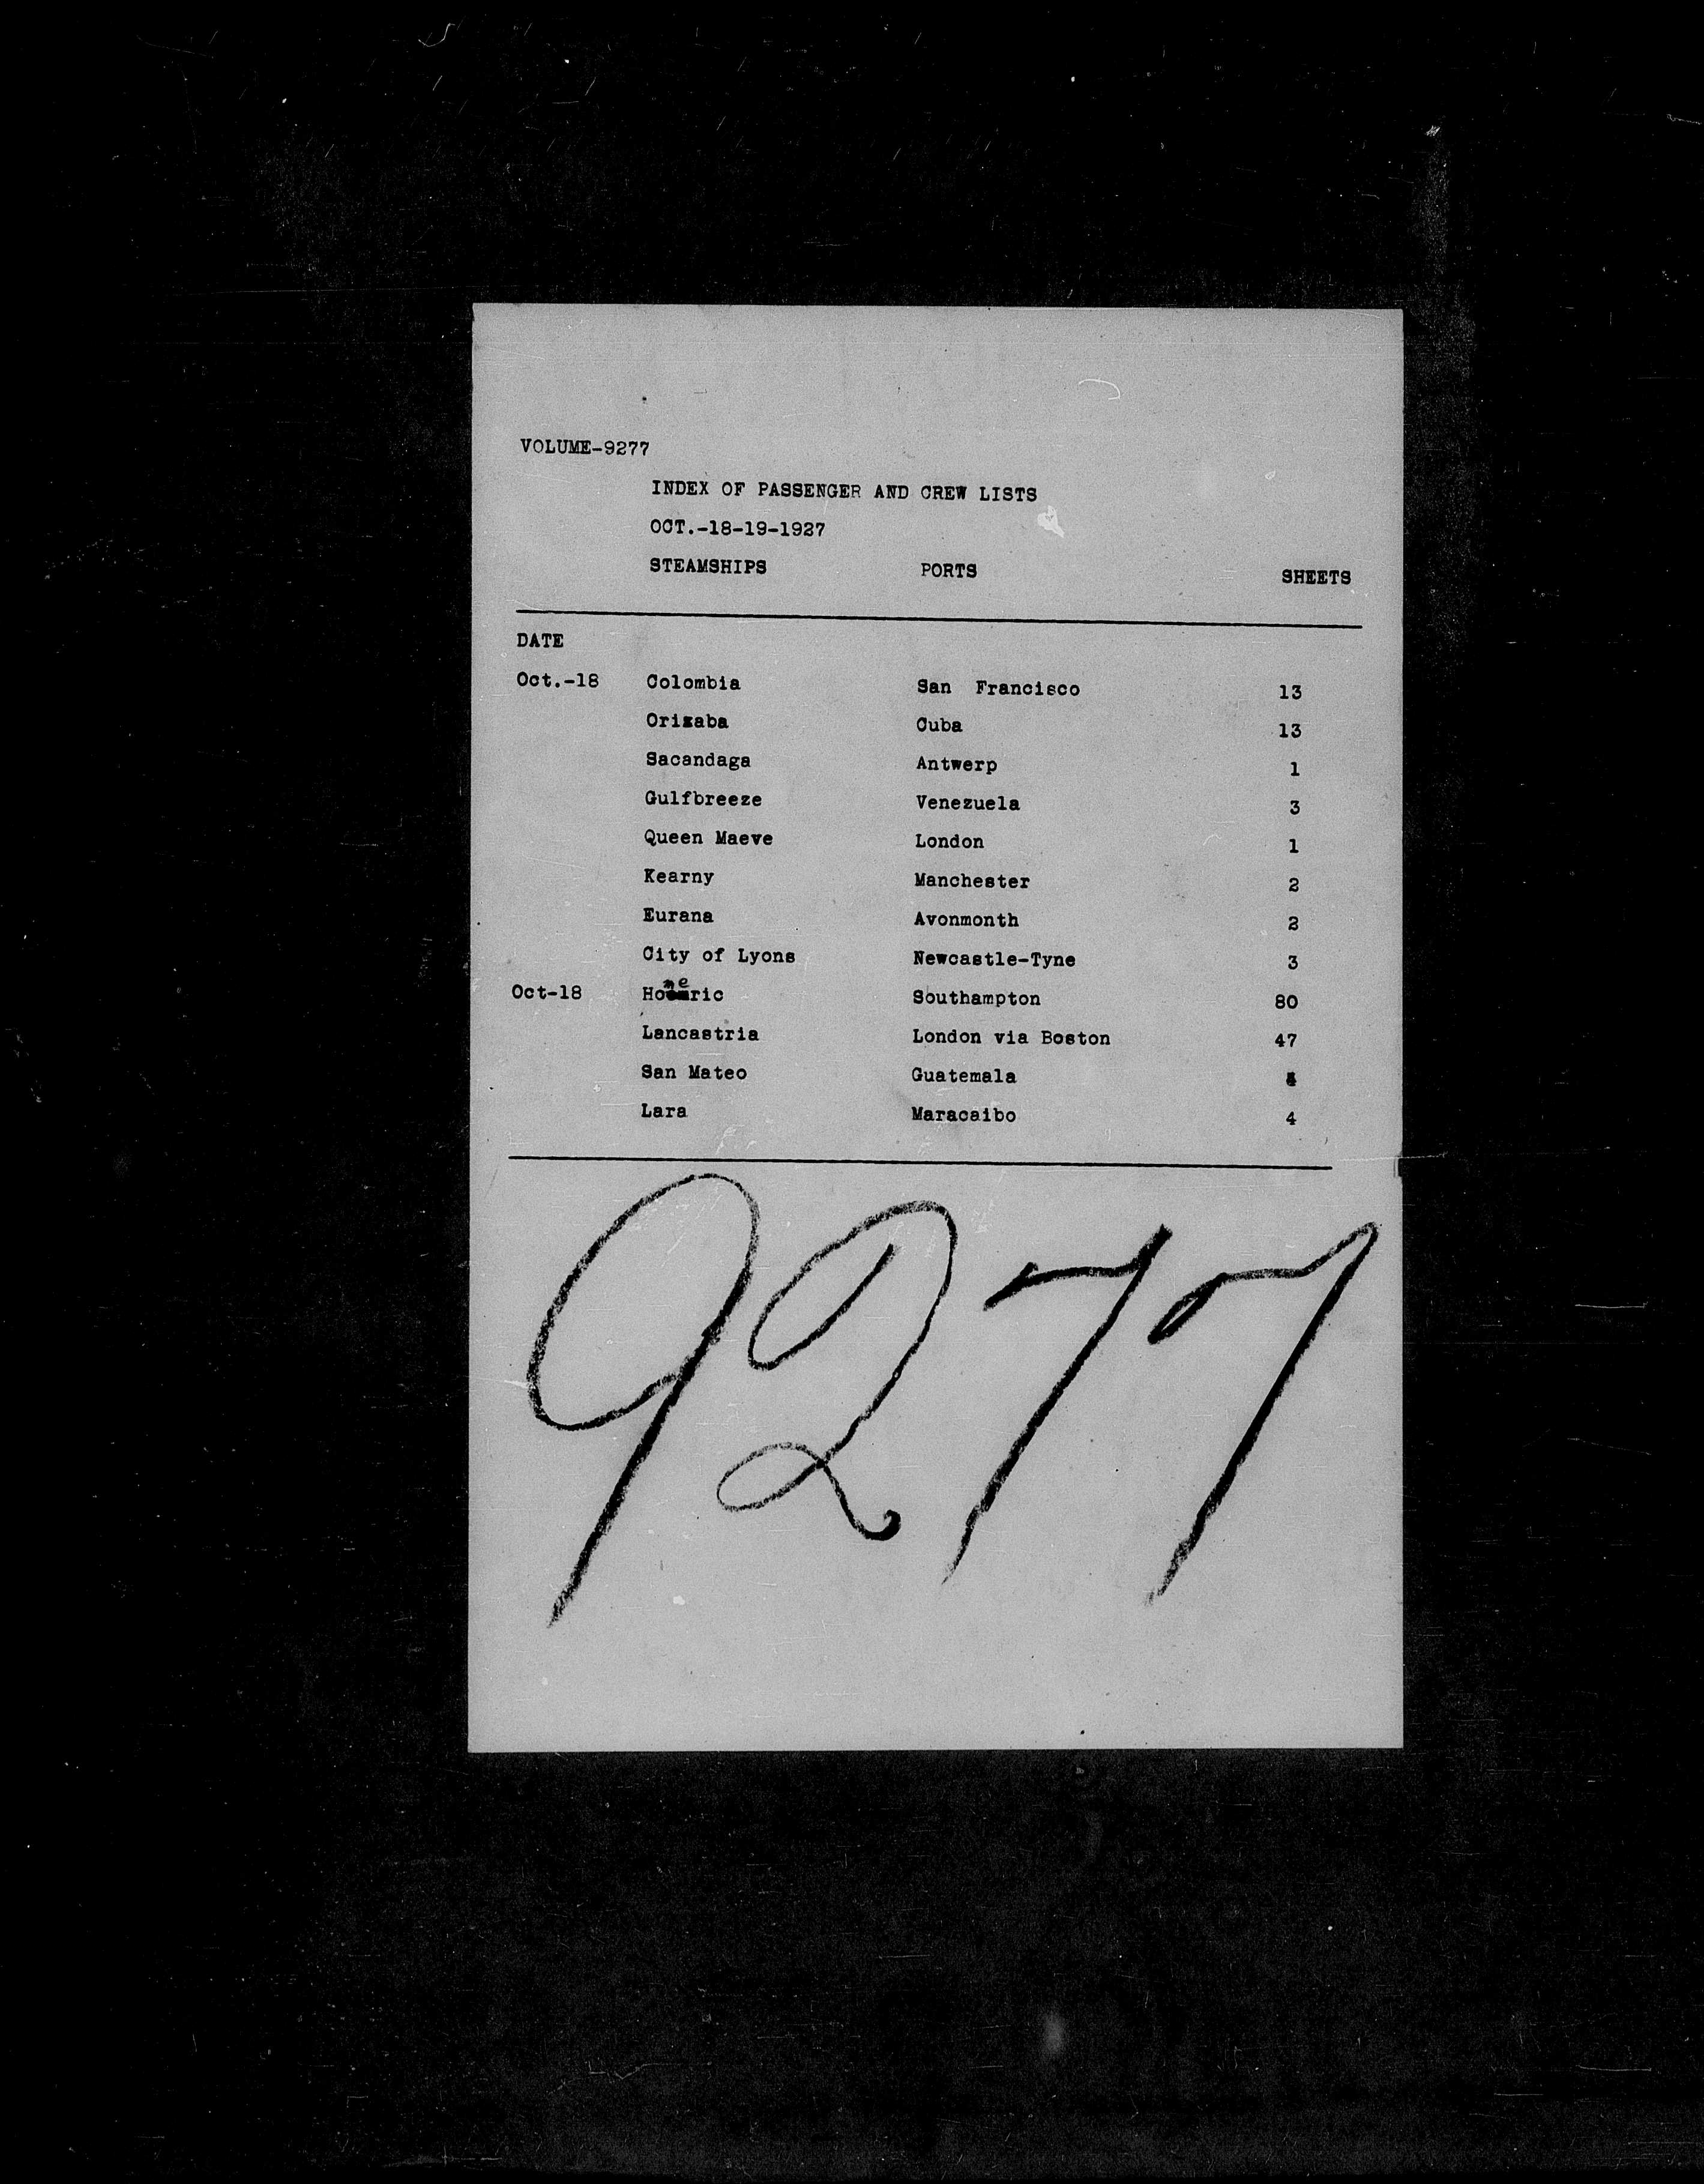 VOLUME-9277
INDEX OF PASSENGER AND CREW LISTS
OCT.-18-19-1927
STEAMSHIPS PORTS SHEETS
DATE
Oct.-18 Colombia San Francisco 13
Orizaba Cuba 13
Sacandaga Antwerp 1
Gulfbreeze Venezuela 3
Queen Maeve London 1
Kearny Manchester 2
Eurana Avonmonth 2
City of Lyons Newcastle-Tyne 3
Oct-18 Homeric Southampton 80
Lancastria London via Boston 47
San Mateo Guatemala 4
Lara Maracaibo 4
9277